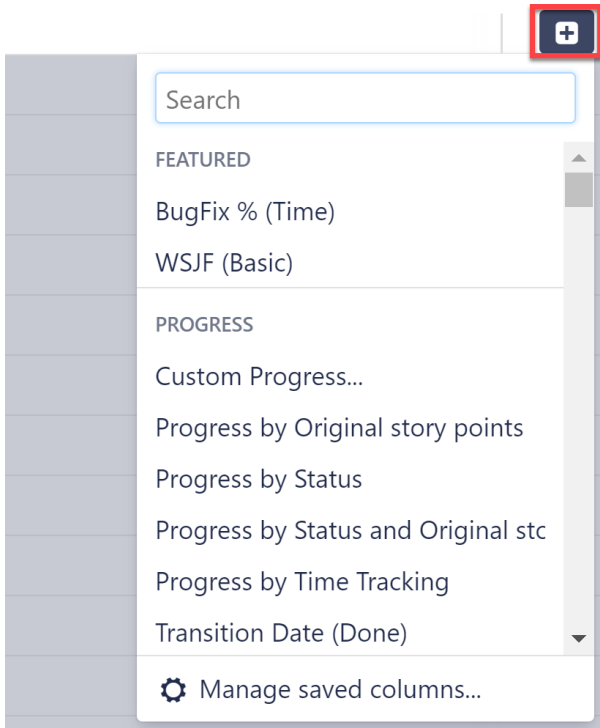 Search
FEATURED
BugFix % (Time)
WSJF (Basic)
PROGRESS
Custom Progress...
Progress by Original story points
Progress by Status
Progress by Status and Original sto
Progress by Time Tracking
Transition Date (Done)
Manage saved columns...